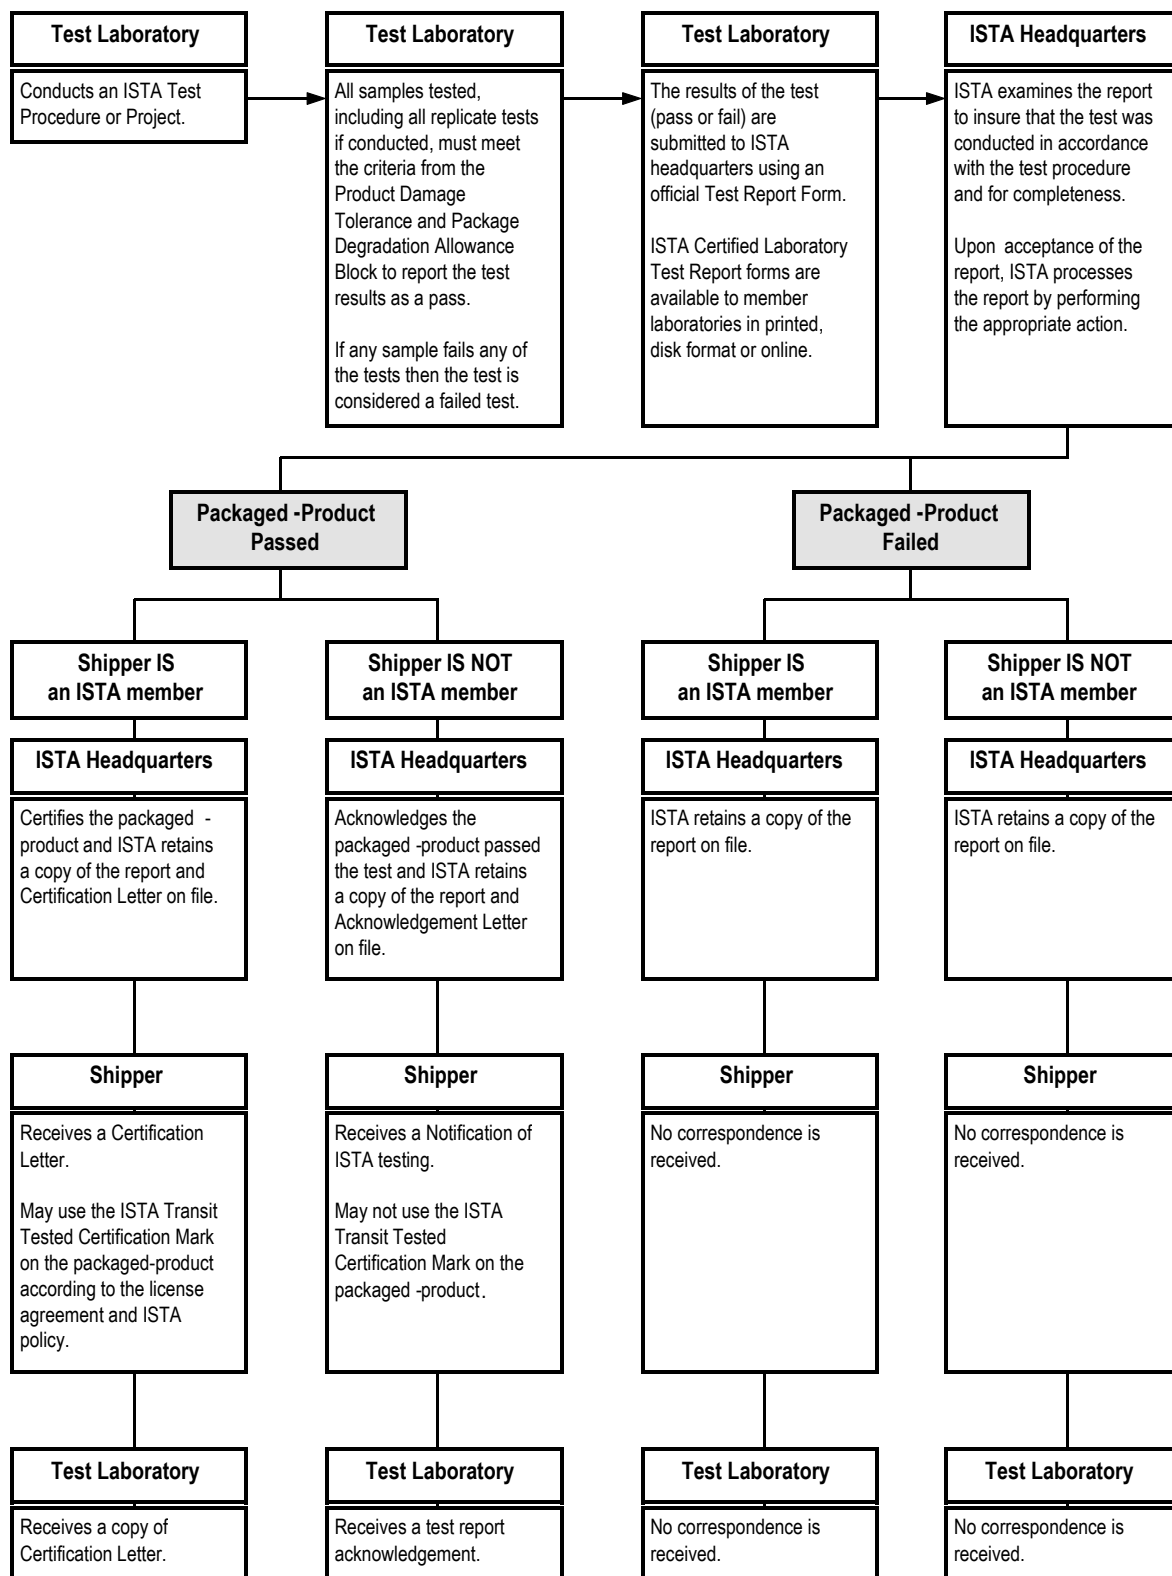 Test Laboratory
Conducts an ISTA Test
Procedure or Project.
Test Laboratory
All samples tested,
including all replicate tests
if conducted, must meet
the criteria from the
Product Damage
Tolerance and Package
Degradation Allowance
Block to report the test
results as a pass.
If any sample fails any of
the tests then the test is
considered a failed test.
Test Laboratory
The results of the test
(pass or fail) are
submitted to ISTA
headquarters using an
official Test Report Form.
ISTA Certified Laboratory
Test Report forms are
available to member
laboratories in printed,
disk format or online.
ISTA Headquarters
ISTA examines the report
to insure that the test was
conducted in accordance
with the test procedure
and for completeness.
Upon acceptance of the
report, ISTA processes
the report by performing
the appropriate action.
Packaged -Product
Passed
Packaged -Product
Failed
Shipper IS
an ISTA member
Shipper IS NOT
an ISTA member
Shipper IS
an ISTA member
Shipper IS NOT
an ISTA member
ISTA Headquarters
Certifies the packaged -
product and ISTA retains
a copy of the report and
Certification Letter on file.
ISTA Headquarters
Acknowledges the
packaged -product passed
the test and ISTA retains
a copy of the report and
Acknowledgement Letter
on file.
ISTA Headquarters
ISTA retains a copy of the
report on file.
ISTA Headquarters
ISTA retains a copy of the
report on file.
Shipper
Receives a Certification
Letter.
May use the ISTA Transit
Tested Certification Mark
on the packaged-product
according to the license
agreement and ISTA
policy.
Shipper
Receives a Notification of
ISTA testing.
May not use the ISTA
Transit Tested
Certification Mark on the
packaged -product.
Shipper
No correspondence is
received.
Shipper
No correspondence is
received.
Test Laboratory
Receives a copy of
Certification Letter.
Test Laboratory
Receives a test report
acknowledgement.
Test Laboratory
No correspondence is
received.
Test Laboratory
No correspondence is
received.